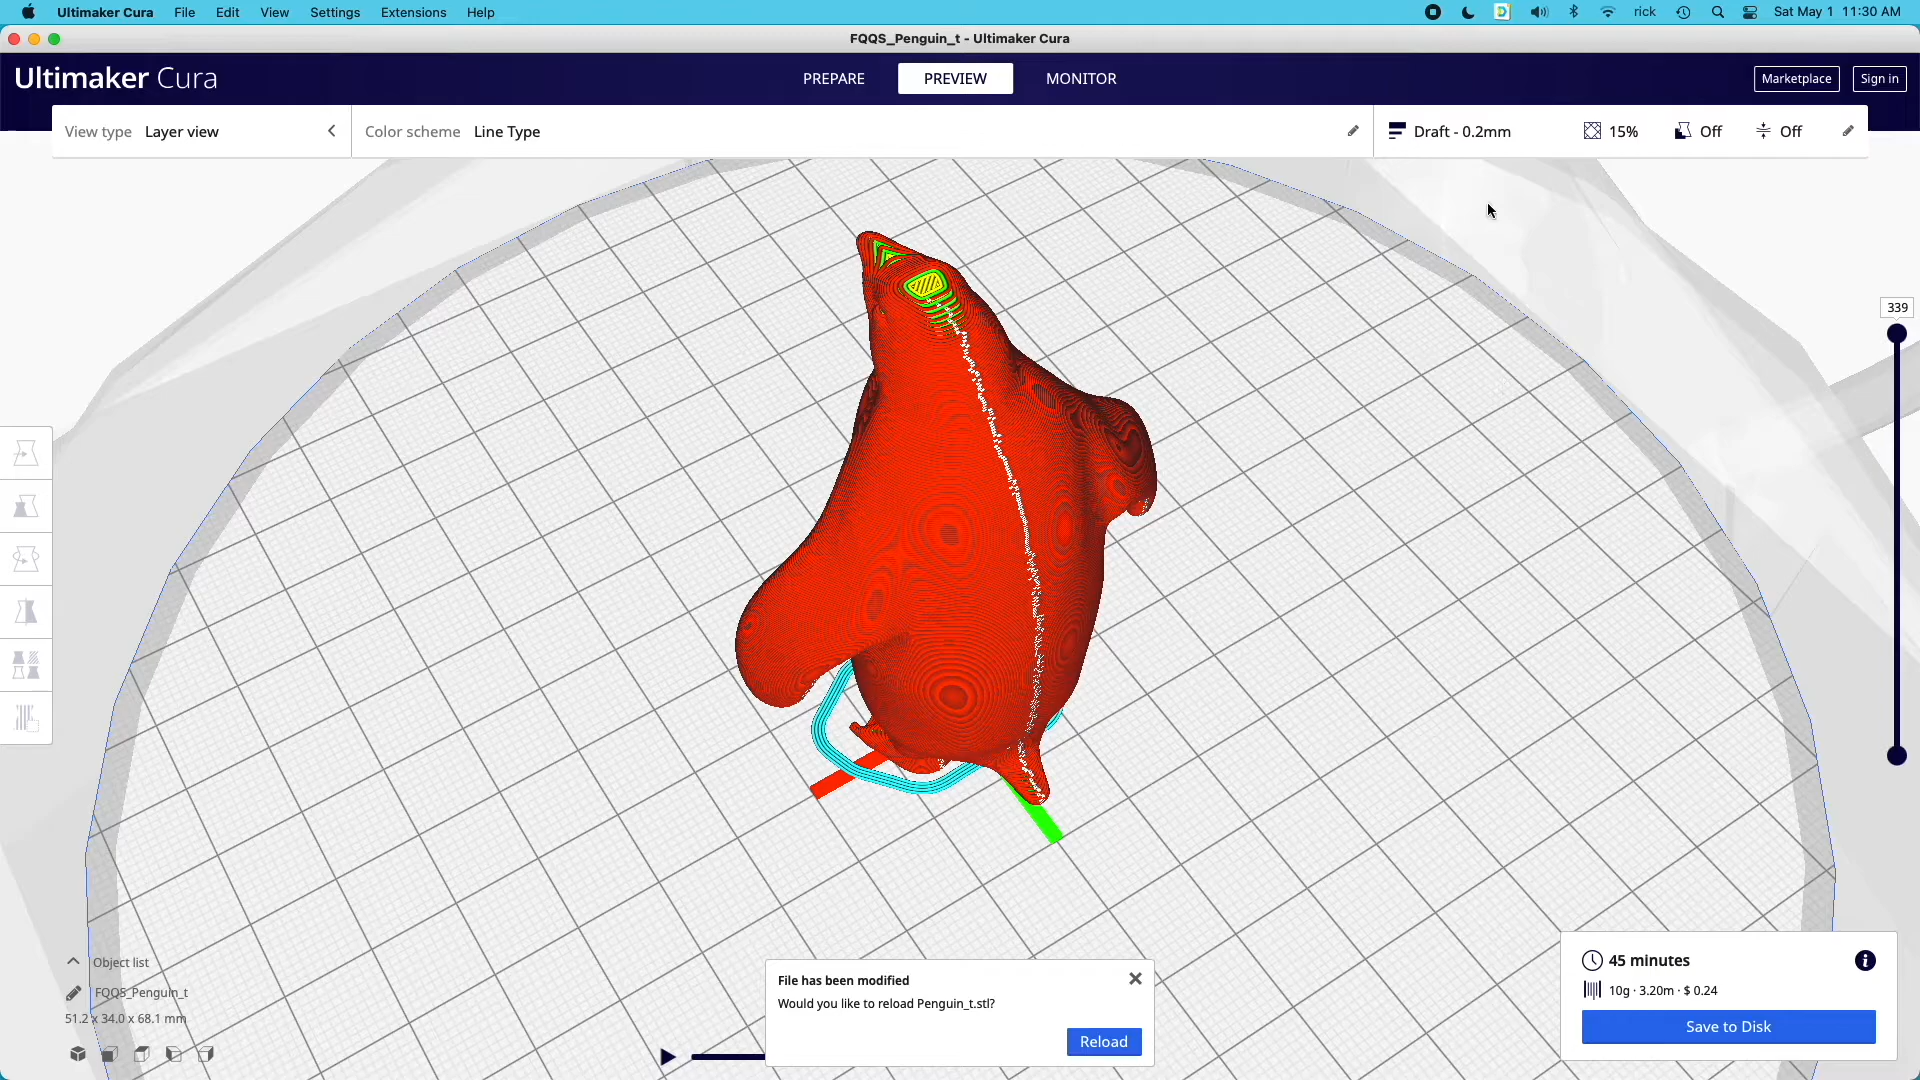 Ultimaker Cura File Edit View Settings Extensions Help rick Sat May 1 11:30 AM
FQQS_Penguin_t - Ultimaker Cura
Ultimaker Cura PREPARE PREVIEW MONITOR Marketplace Sign in
View type Layer view Color scheme Line Type Draft - 0.2mm 15% Off Off
339
Object list
FQQS_Penguin_t
51.2 x 34.0 x 68.1 mm
File has been modified
Would you like to reload Penguin_t.stl?
Reload
45 minutes
10g · 3.20m · $ 0.24
Save to Disk